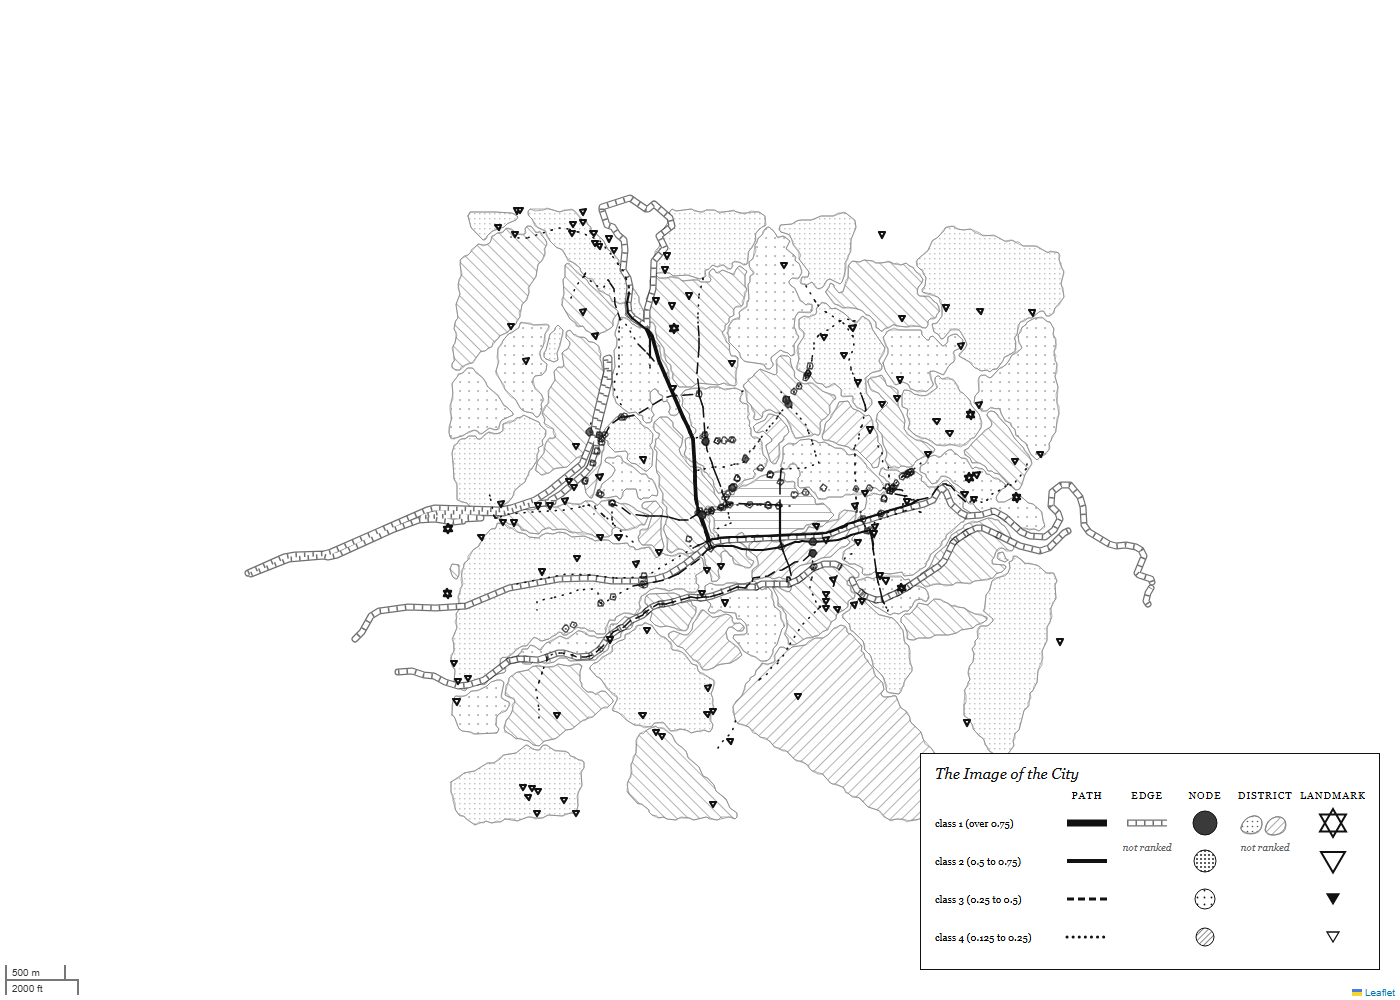 The Image of the City
PATH EDGE NODE DISTRICT LANDMARK
class 1 (over 0.75)
not ranked not ranked
class 2 (0.5 to 0.75)
class 3 (0.25 to 0.5)
class 4 (0.125 to 0.25)
500 m
2000 ft
Leaflet